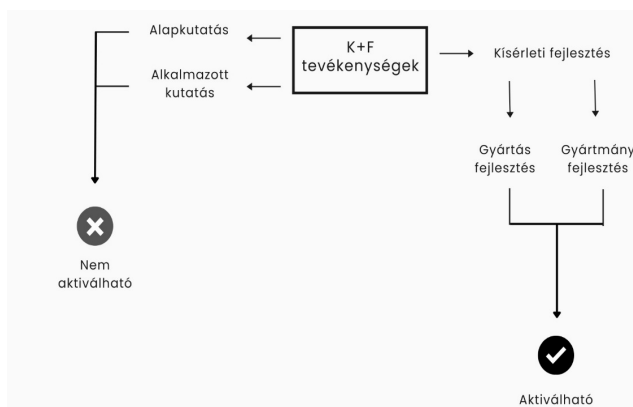 Alapkutatás
Alkalmazott
kutatás
K+F
tevékenységek
Kísérleti fejlesztés
Gyártás
fejlesztés
Gyártmány
fejlesztés
Nem
aktiválható
Aktiválható